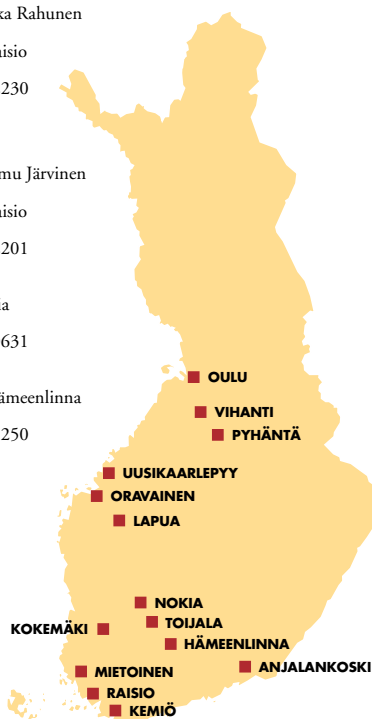 ka Rahunen
aisio
230
mu Järvinen
aisio
201
ia
631
ämeenlinna
250
OULU
VIHANTI
PYHÄNTÄ
UUSIKAARLEPYY
ORAVAINEN
LAPUA
NOKIA
TOIJALA
KOKEMÄKI
HÄMEENLINNA
ANJALANKOSKI
MIETOINEN
RAISIO
KEMIÖ